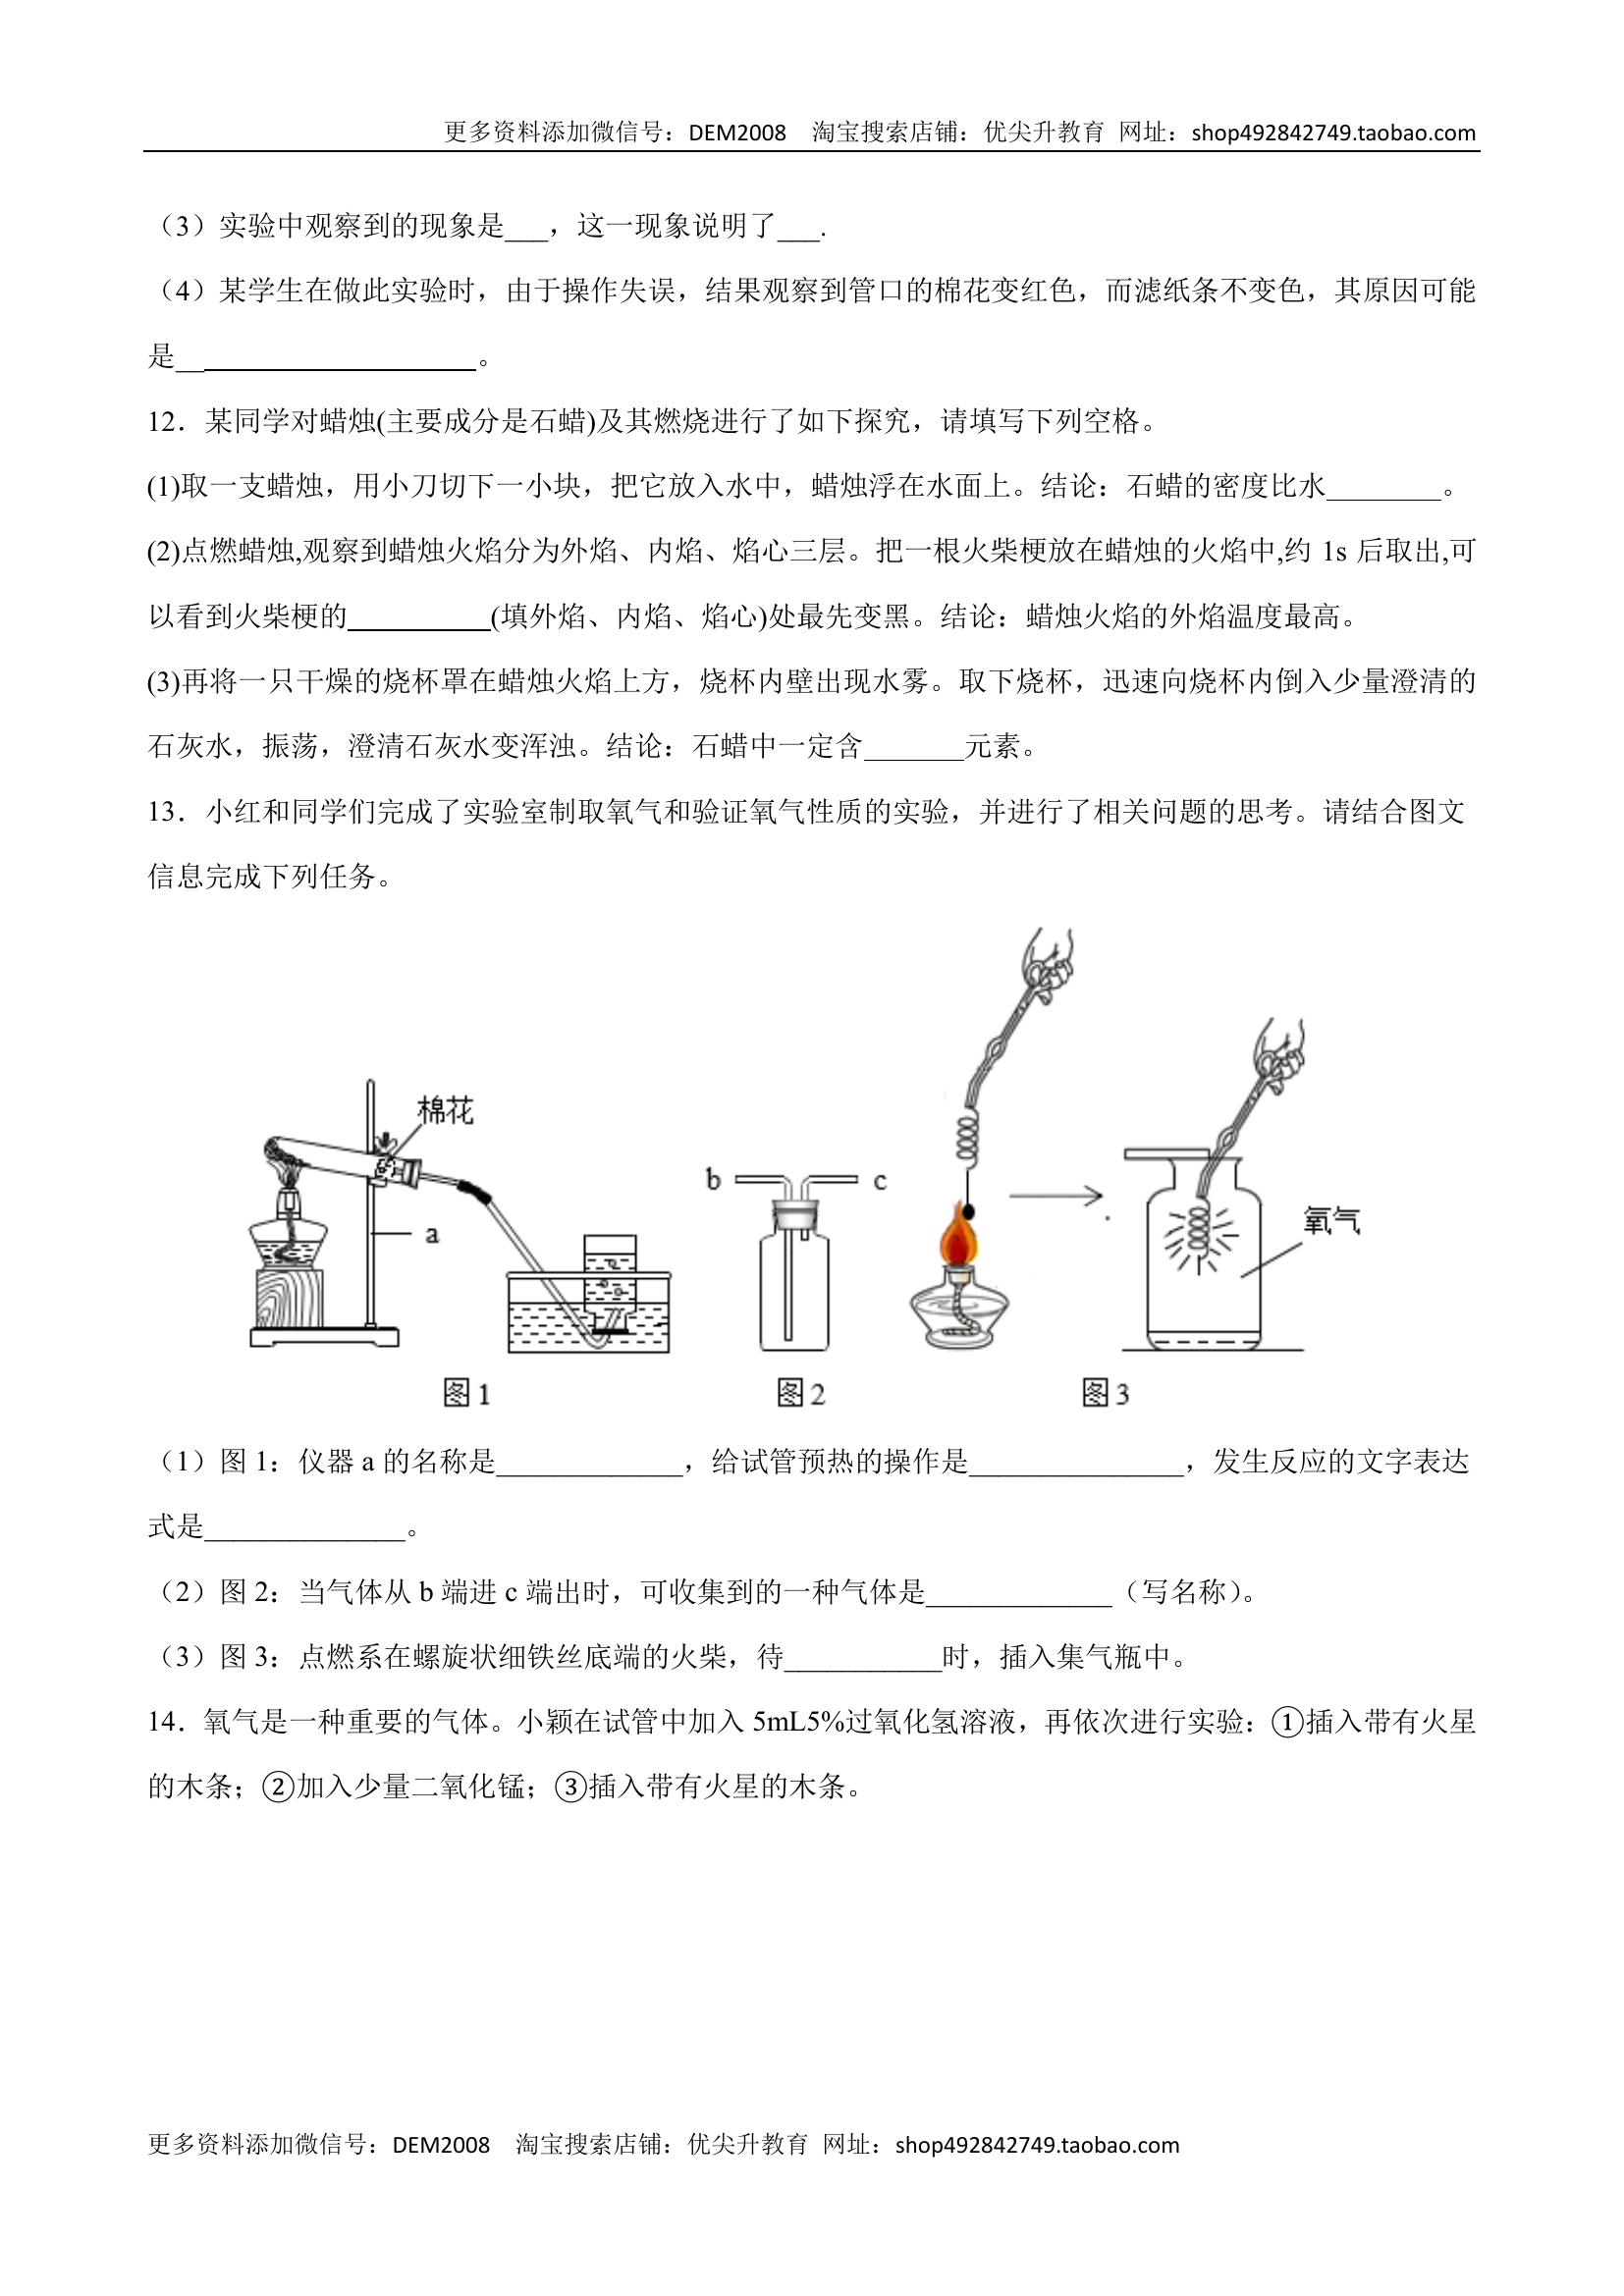 更多资料添加微信号：DEM2008 淘宝搜索店铺：优尖升教育 网址：shop492842749.taobao.com
（3）实验中观察到的现象是___，这一现象说明了___.
（4）某学生在做此实验时，由于操作失误，结果观察到管口的棉花变红色，而滤纸条不变色，其原因可能
是_____________________。
12．某同学对蜡烛(主要成分是石蜡)及其燃烧进行了如下探究，请填写下列空格。
(1)取一支蜡烛，用小刀切下一小块，把它放入水中，蜡烛浮在水面上。结论：石蜡的密度比水________。
(2)点燃蜡烛,观察到蜡烛火焰分为外焰、内焰、焰心三层。把一根火柴梗放在蜡烛的火焰中,约 1s 后取出,可
以看到火柴梗的__________(填外焰、内焰、焰心)处最先变黑。结论：蜡烛火焰的外焰温度最高。
(3)再将一只干燥的烧杯罩在蜡烛火焰上方，烧杯内壁出现水雾。取下烧杯，迅速向烧杯内倒入少量澄清的
石灰水，振荡，澄清石灰水变浑浊。结论：石蜡中一定含_______元素。
13．小红和同学们完成了实验室制取氧气和验证氧气性质的实验，并进行了相关问题的思考。请结合图文
信息完成下列任务。
棉花
a
b
c
氧气
图1
图2
图3
（1）图 1：仪器 a 的名称是_____________，给试管预热的操作是_______________，发生反应的文字表达
式是______________。
（2）图 2：当气体从 b 端进 c 端出时，可收集到的一种气体是_____________（写名称）。
（3）图 3：点燃系在螺旋状细铁丝底端的火柴，待___________时，插入集气瓶中。
14．氧气是一种重要的气体。小颖在试管中加入 5mL5%过氧化氢溶液，再依次进行实验：①插入带有火星
的木条；②加入少量二氧化锰；③插入带有火星的木条。
更多资料添加微信号：DEM2008 淘宝搜索店铺：优尖升教育 网址：shop492842749.taobao.com